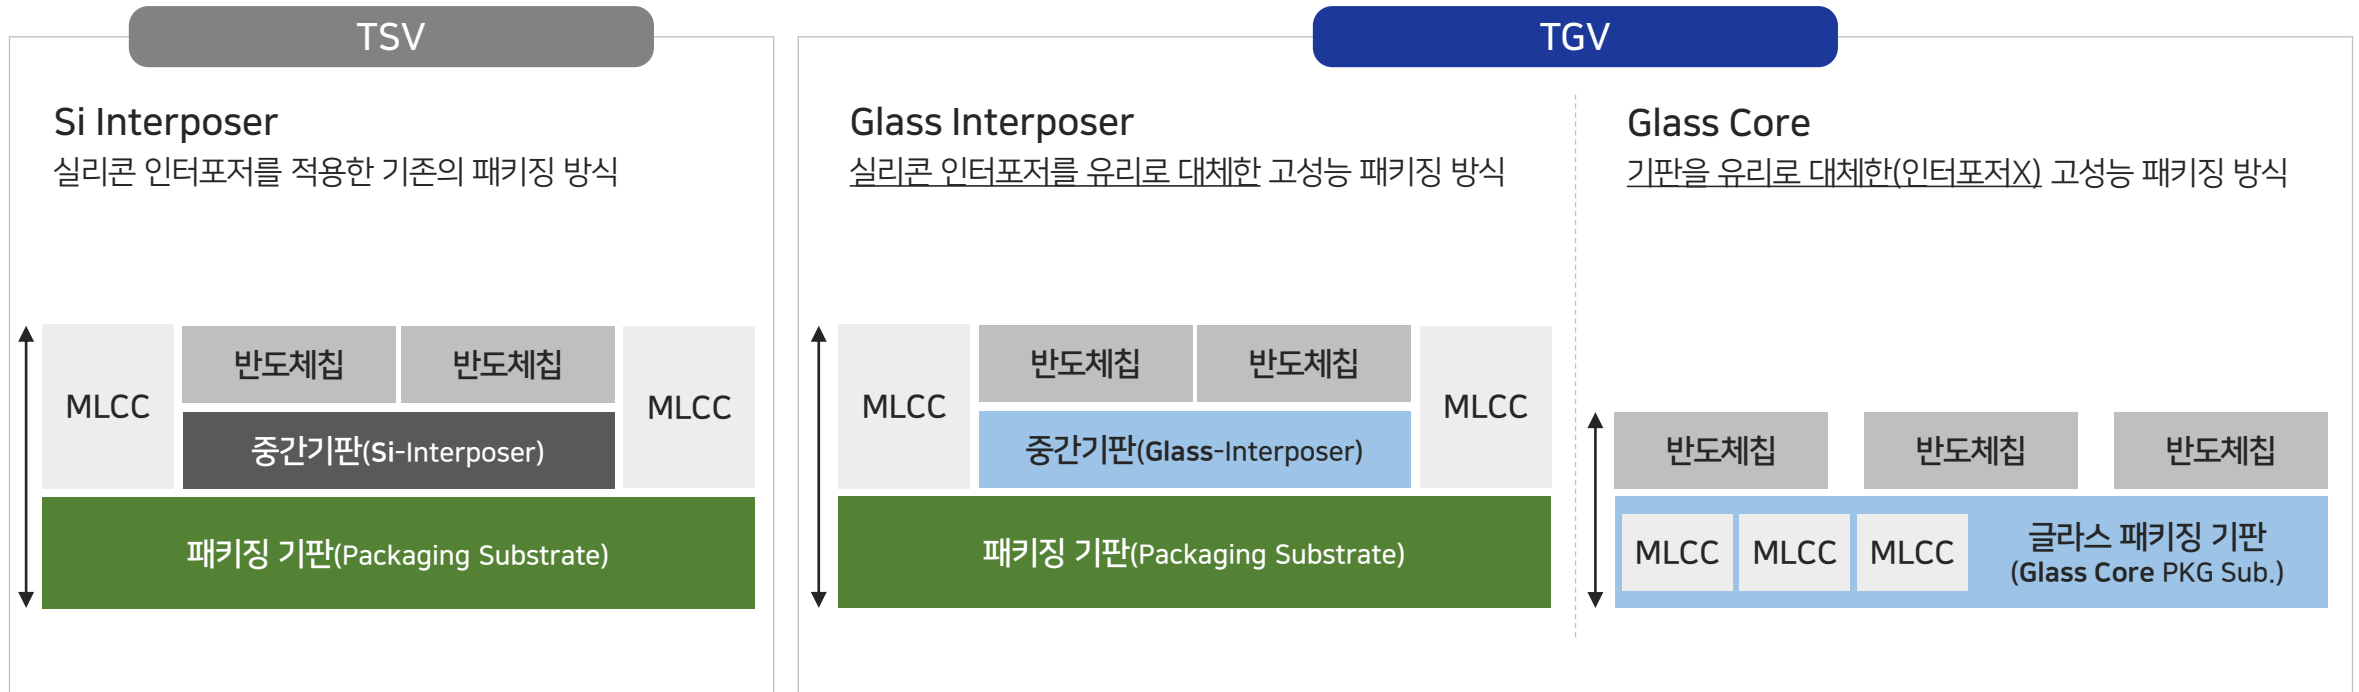 TSV
Si Interposer
실리콘 인터포저를 적용한 기존의 패키징 방식
MLCC
반도체칩
반도체칩
MLCC
중간기판(Si-Interposer)
패키징 기판(Packaging Substrate)
TGV
Glass Interposer
실리콘 인터포저를 유리로 대체한 고성능 패키징 방식
MLCC
반도체칩
반도체칩
MLCC
중간기판(Glass-Interposer)
패키징 기판(Packaging Substrate)
Glass Core
기판을 유리로 대체한(인터포저X) 고성능 패키징 방식
반도체칩
반도체칩
반도체칩
MLCC
MLCC
MLCC
글라스 패키징 기판
(Glass Core PKG Sub.)